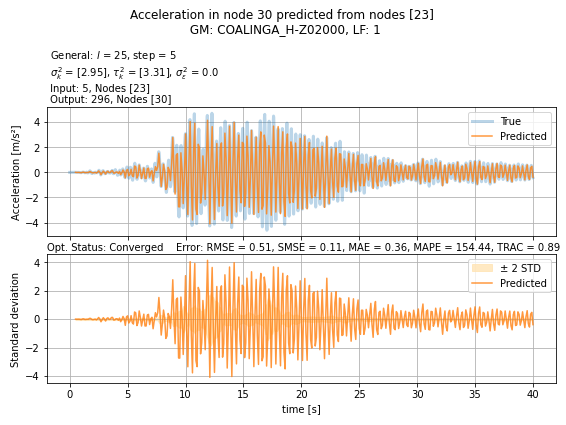 Acceleration in node 30 predicted from nodes [23]
GM: COALINGA_H-Z02000, LF: 1
General: l = 25, step = 5
σ²ₖ = [2.95], τ²ₖ = [3.31], σ²ε = 0.0
Input: 5, Nodes [23]
Output: 296, Nodes [30]
Acceleration [m/s²]
4
2
0
−2
−4
True
Predicted
Opt. Status: Converged Error: RMSE = 0.51, SMSE = 0.11, MAE = 0.36, MAPE = 154.44, TRAC = 0.89
Standard deviation
4
2
0
−2
−4
± 2 STD
Predicted
0 5 10 15 20 25 30 35 40
time [s]